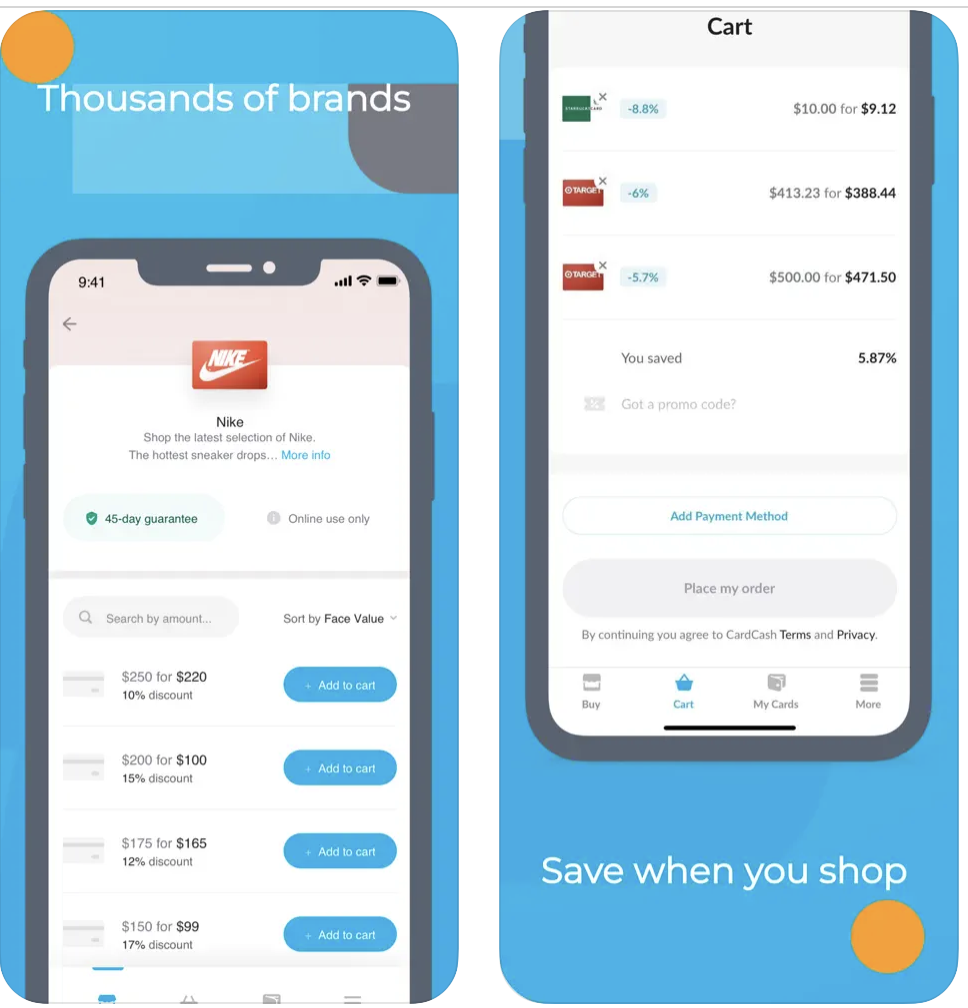 Thousands of brands
9:41
NIKE
Nike
Shop the latest selection of Nike.
The hottest sneaker drops... More info
45-day guarantee
Online use only
Search by amount...
Sort by Face Value
$250 for $220
10% discount
+ Add to cart
$200 for $100
15% discount
+ Add to cart
$175 for $165
12% discount
+ Add to cart
$150 for $99
17% discount
+ Add to cart
Cart
-8.8%
$10.00 for $9.12
TARGET
-6%
$413.23 for $388.44
TARGET
-5.7%
$500.00 for $471.50
You saved
5.87%
Got a promo code?
Add Payment Method
Place my order
By continuing you agree to CardCash Terms and Privacy.
Buy
Cart
My Cards
More
Save when you shop